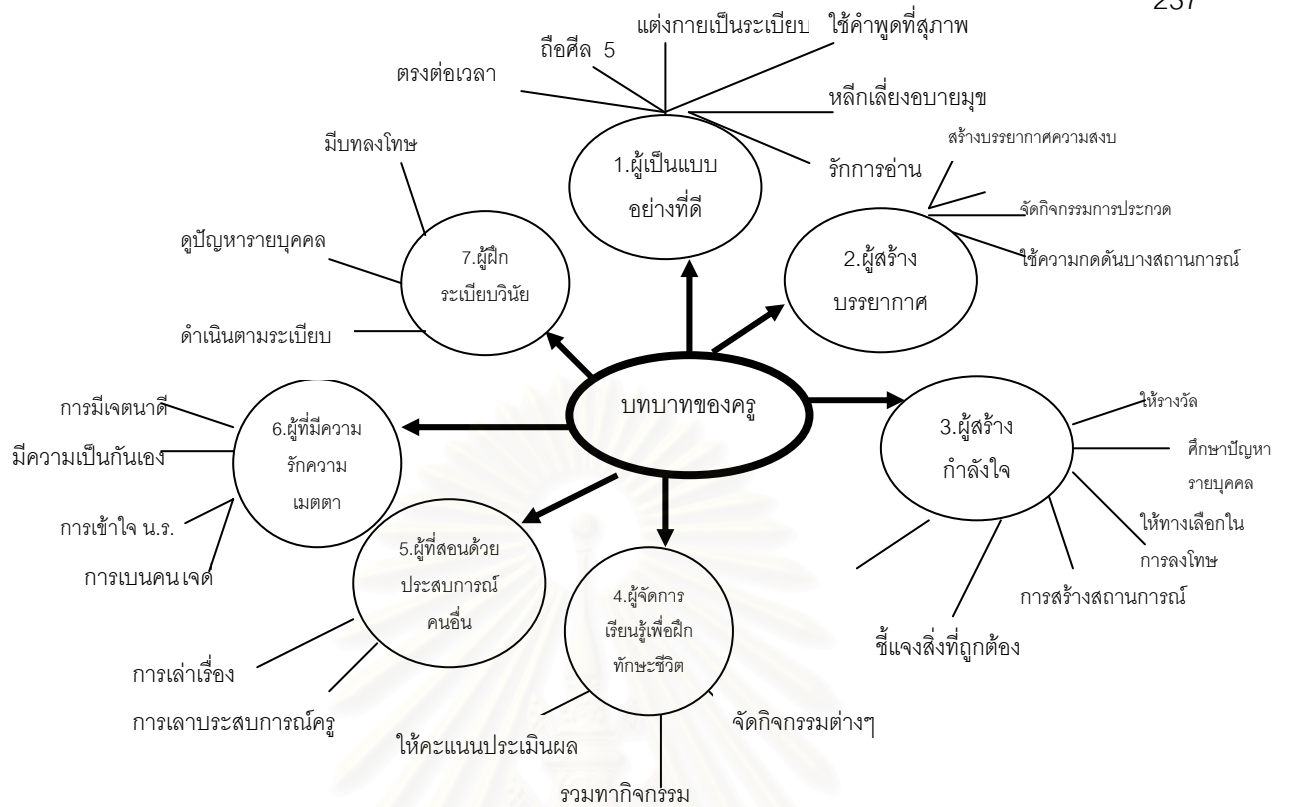 237
แต่งกายเป็นระเบียบ
ใช้คำพูดที่สุภาพ
ถือศีล 5
ตรงต่อเวลา
หลีกเลี่ยงอบายมุข
รักการอ่าน
1.ผู้เป็นแบบ
อย่างที่ดี
สร้างบรรยากาศความสงบ
จัดกิจกรรมการประกวด
ใช้ความกดดันบางสถานการณ์
2.ผู้สร้าง
บรรยากาศ
มีบทลงโทษ
ดูปัญหารายบุคคล
ดำเนินตามระเบียบ
7.ผู้ฝึก
ระเบียบวินัย
บทบาทของครู
ให้รางวัล
ศึกษาปัญหา
รายบุคคล
ให้ทางเลือกใน
การลงโทษ
การสร้างสถานการณ์
ชี้แจงสิ่งที่ถูกต้อง
3.ผู้สร้าง
กำลังใจ
การมีเจตนาดี
มีความเป็นกันเอง
การเข้าใจ น.ร.
การเบนคน เจด
6.ผู้ที่มีความ
รักความ
เมตตา
5.ผู้ที่สอนด้วย
ประสบการณ์
คนอื่น
การเล่าเรื่อง
การเลาประสบการณ์ครู
4.ผู้จัดการ
เรียนรู้เพื่อฝึก
ทักษะชีวิต
ให้คะแนนประเมินผล
จัดกิจกรรมต่างๆ
รวมทากิจกรรม